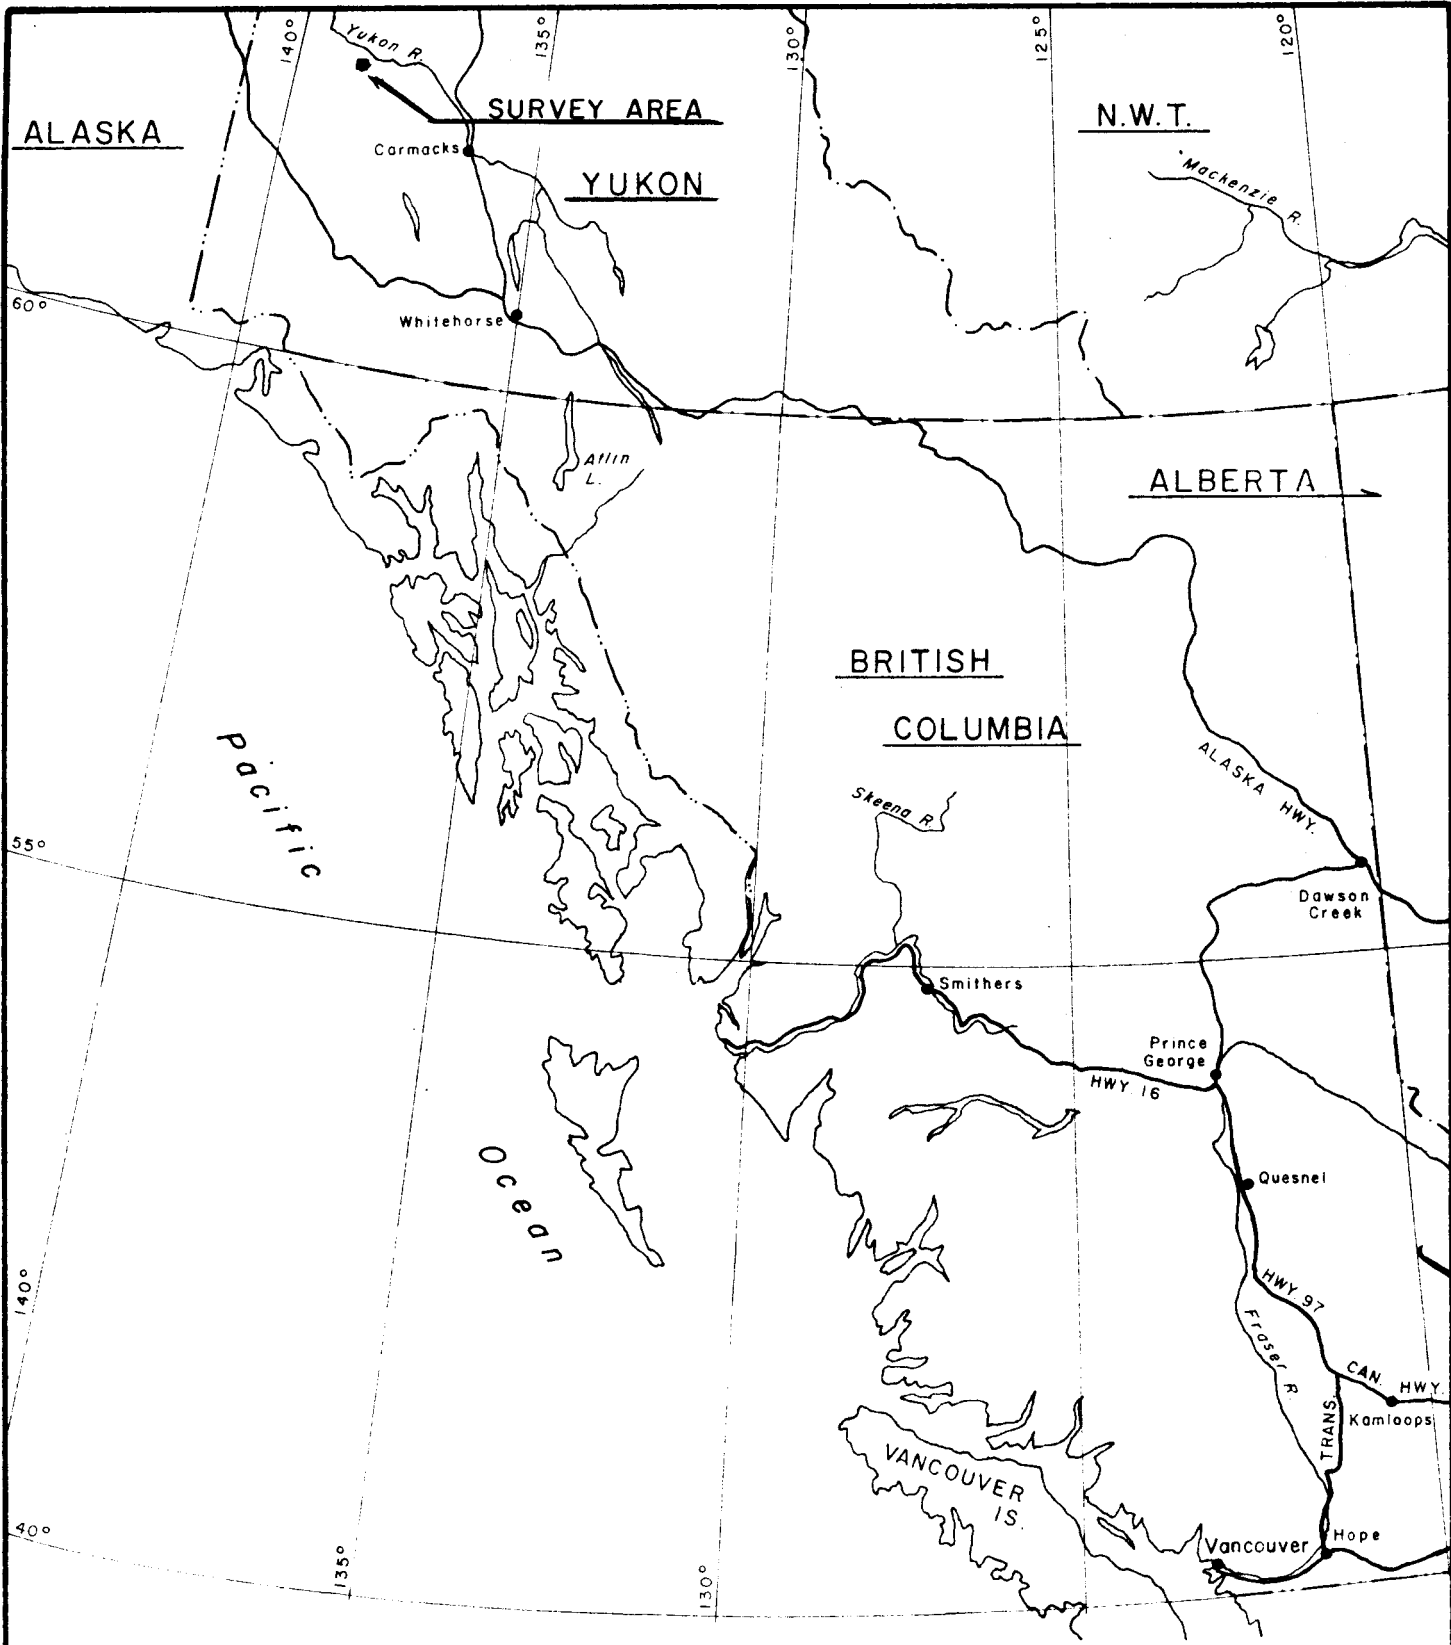 140°
135°
130°
125°
120°
Yukon R.
SURVEY AREA
N.W.T.
ALASKA
Carmacks
YUKON
Mackenzie R.
60°
Whitehorse
Atlin
L.
ALBERTA
BRITISH
COLUMBIA
pacific
ALASKA HWY.
Skeena R.
55°
Dawson
Creek
Smithers
Prince
George
HWY. 16
Ocean
Quesnel
140°
HWY. 97
Fraser R.
CAN. HWY.
TRANS.
Kamloops
VANCOUVER
IS.
40°
Vancouver
Hope
135°
130°